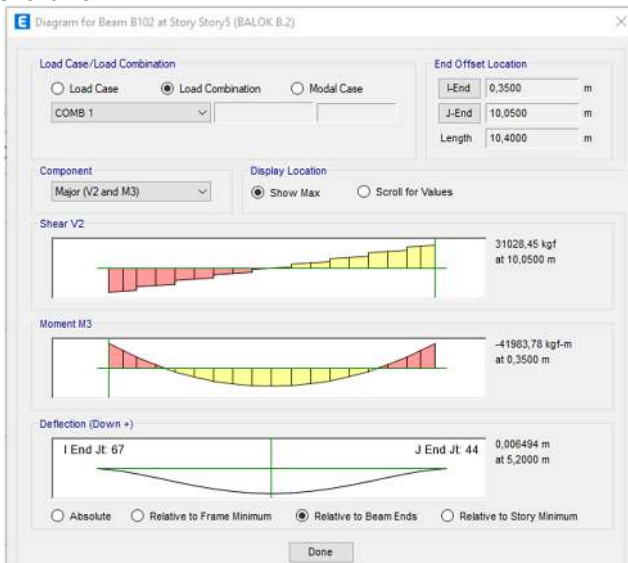 Diagram for Beam B102 at Story Story5 (BALOK B.2)
Load Case/Load Combination
Load Case
Load Combination
Modal Case
COMB 1
End Offset Location
I-End 0,3500 m
J-End 10,0500 m
Length 10,4000 m
Component
Major (V2 and M3)
Display Location
Show Max
Scroll for Values
Shear V2
31028,45 kgf
at 10,0500 m
Moment M3
-41983,78 kgf-m
at 0,3500 m
Deflection (Down +)
I End Jt: 67
J End Jt: 44
0,006494 m
at 5,2000 m
Absolute
Relative to Frame Minimum
Relative to Beam Ends
Relative to Story Minimum
Done